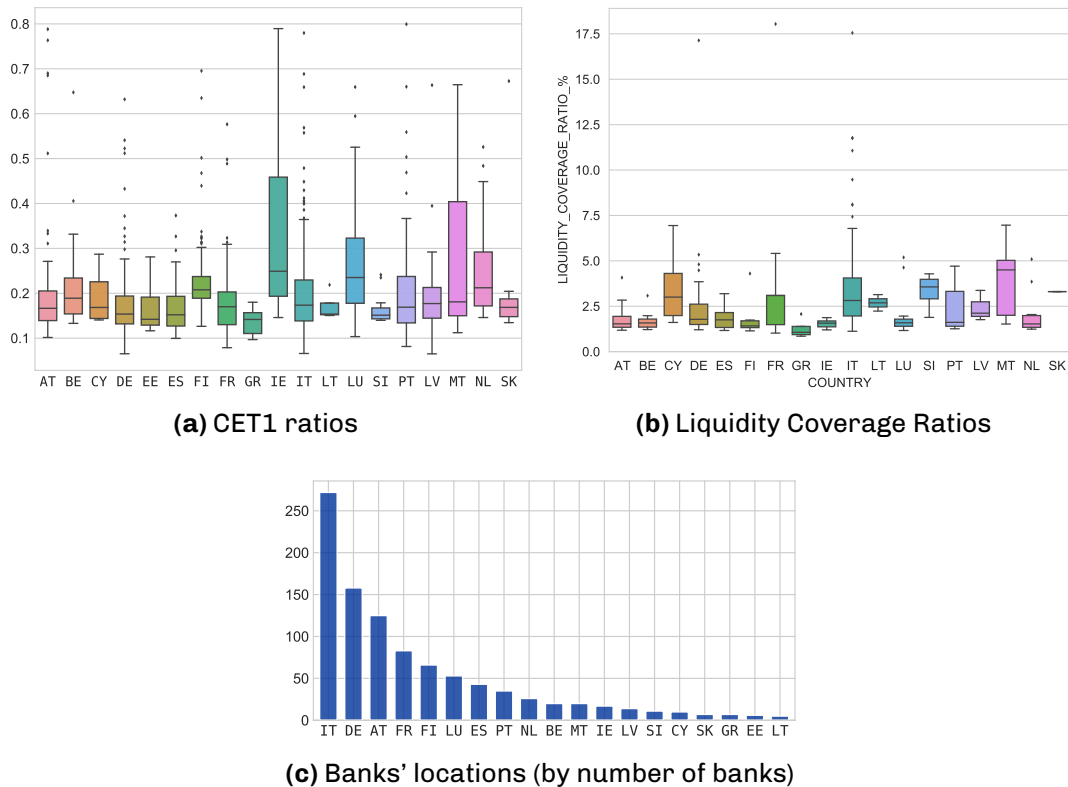 0.8
0.7
0.6
0.5
0.4
0.3
0.2
0.1
AT BE CY DE EE ES FI FR GR IE IT LT LU SI PT LV MT NL SK
(a) CET1 ratios
LIQUIDITY_COVERAGE_RATIO_%
17.5
15.0
12.5
10.0
7.5
5.0
2.5
0.0
AT BE CY DE ES FI FR GR IE IT LT LU SI PT LV MT NL SK
COUNTRY
(b) Liquidity Coverage Ratios
250
200
150
100
50
0
IT DE AT FR FI LU ES PT NL BE MT IE LV SI CY SK GR EE LT
(c) Banks' locations (by number of banks)